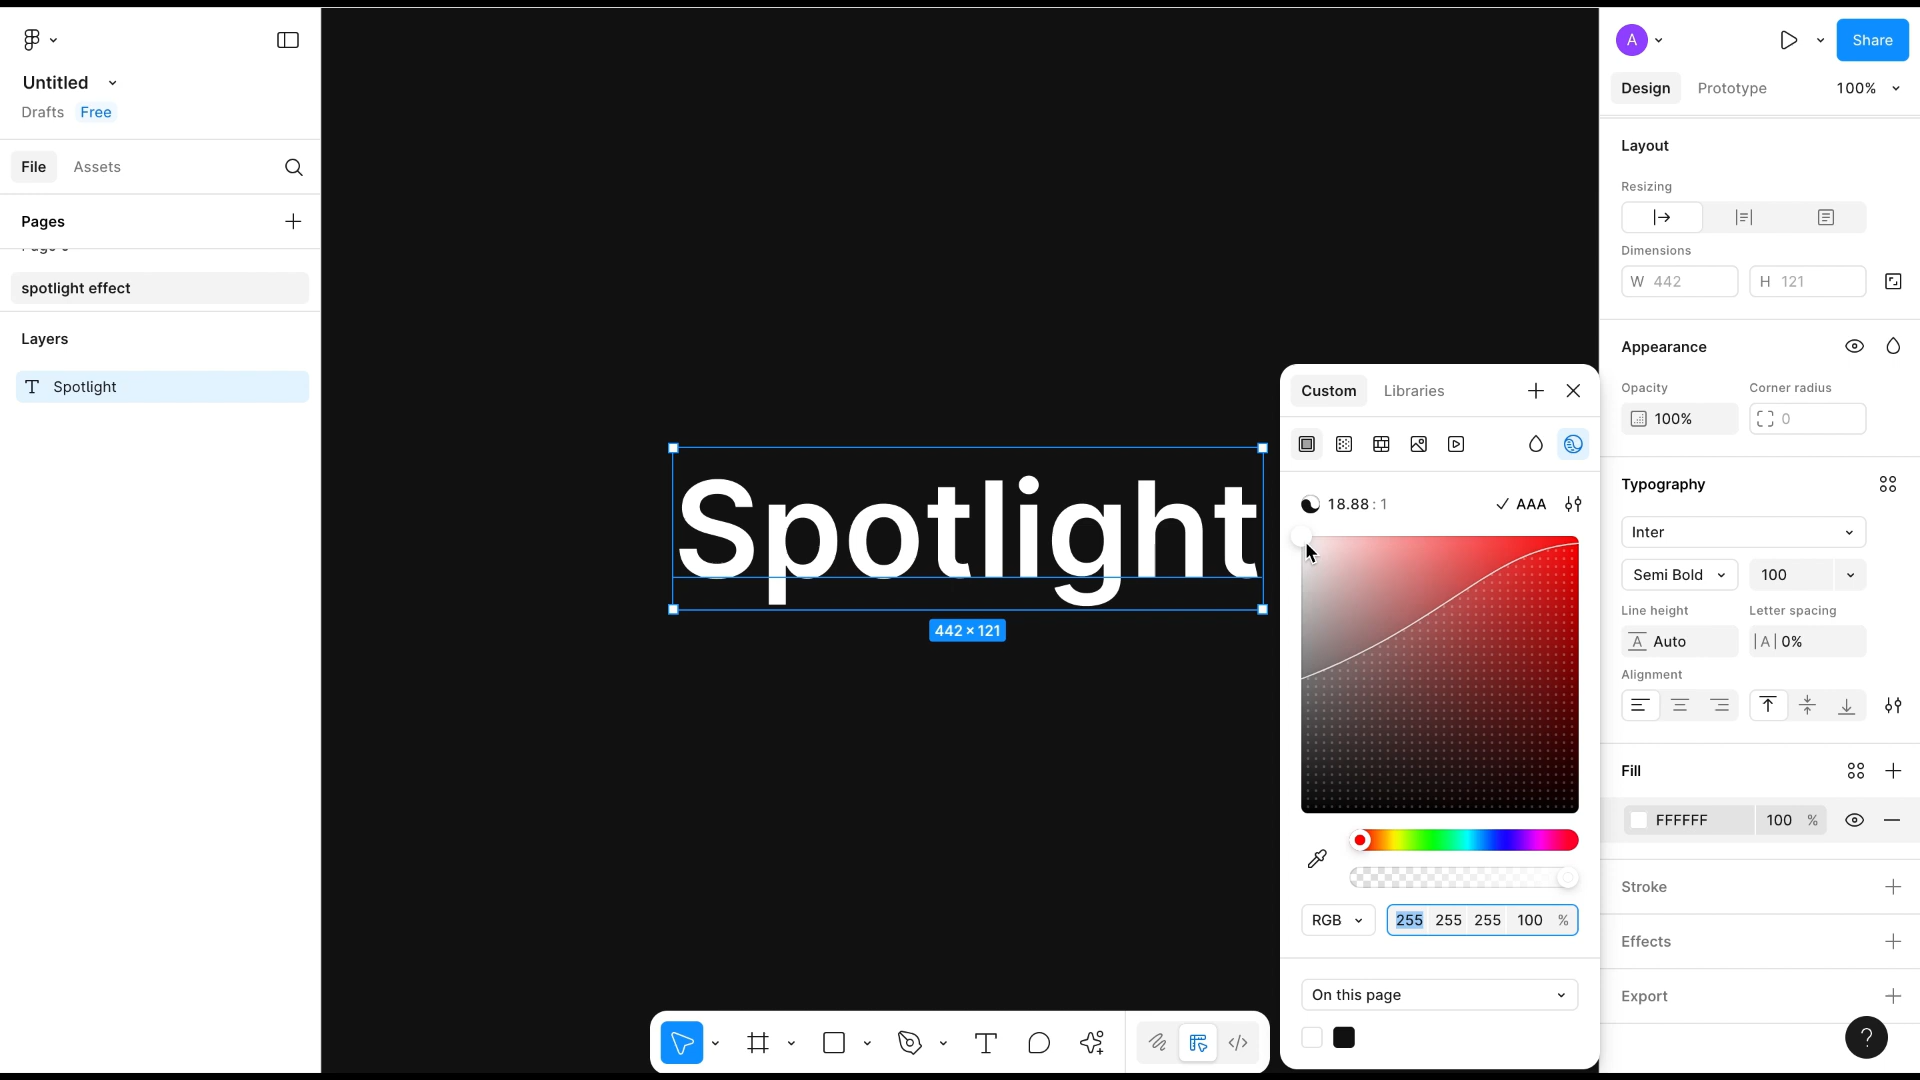 Untitled
Drafts Free
File Assets
Pages
spotlight effect
Layers
Spotlight
Spotlight
442 × 121
Custom Libraries
18.88 : 1 AAA
RGB 255 255 255 100 %
On this page
A Share
Design Prototype 100%
Layout
Resizing
Dimensions
W 442 H 121
Appearance
Opacity Corner radius
100% 0
Typography
Inter
Semi Bold 100
Line height Letter spacing
A Auto |A| 0%
Alignment
Fill
FFFFFF 100 %
Stroke
Effects
Export
?